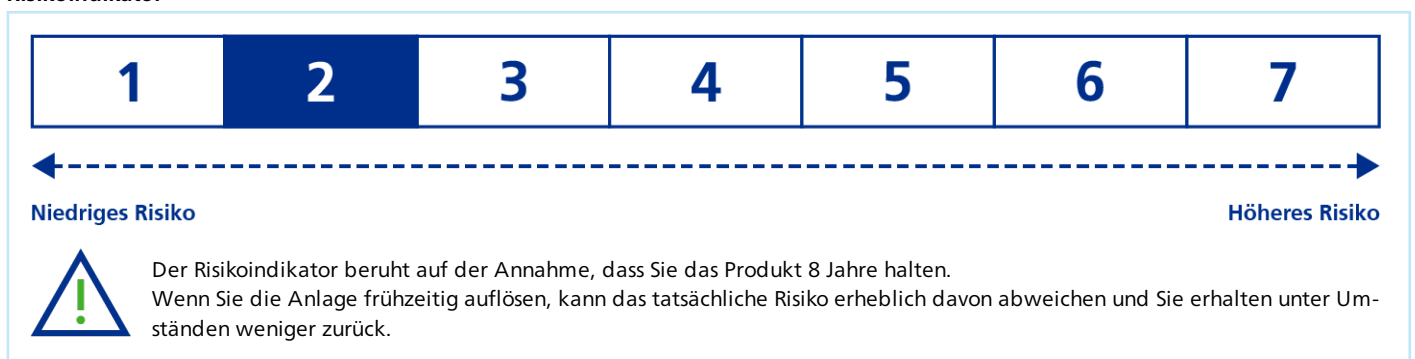 Risikoindikator
1 2 3 4 5 6 7
Niedriges Risiko Höheres Risiko
Der Risikoindikator beruht auf der Annahme, dass Sie das Produkt 8 Jahre halten.
Wenn Sie die Anlage frühzeitig auflösen, kann das tatsächliche Risiko erheblich davon abweichen und Sie erhalten unter Um-
ständen weniger zurück.